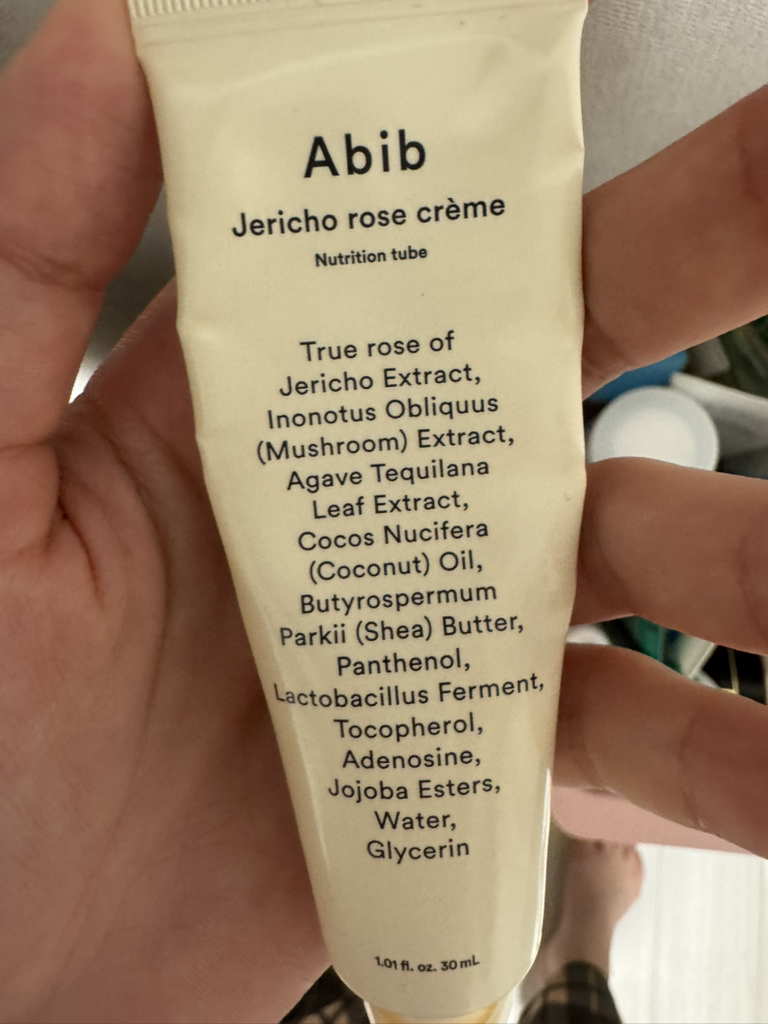 Abib
Jericho rose crème
Nutrition tube
True rose of
Jericho Extract,
Inonotus Obliquus
(Mushroom) Extract,
Agave Tequilana
Leaf Extract,
Cocos Nucifera
(Coconut) Oil,
Butyrospermum
Parkii (Shea) Butter,
Panthenol,
Lactobacillus Ferment,
Tocopherol,
Adenosine,
Jojoba Esters,
Water,
Glycerin
1.01 fl. oz. 30 mL